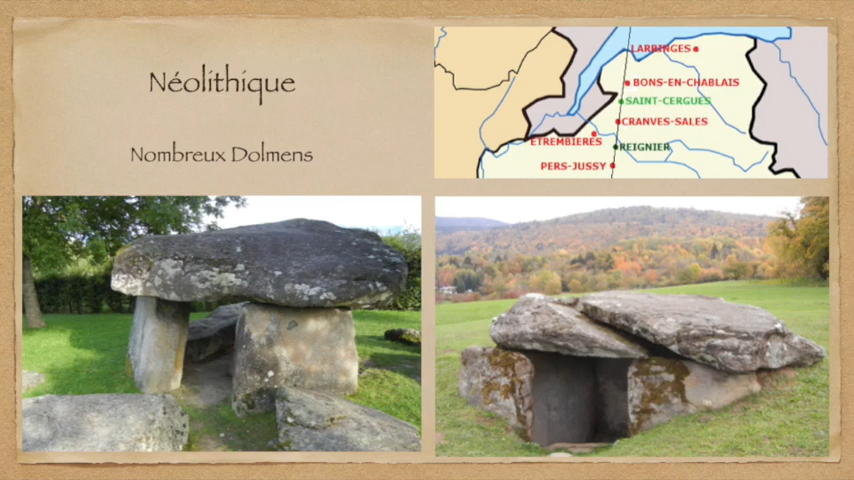 Néolithique
Nombreux Dolmens
LARRINGES
BONS-EN-CHABLAIS
SAINT-CERGUES
CRANVES-SALES
ETREMBIERES
REIGNIER
PERS-JUSSY